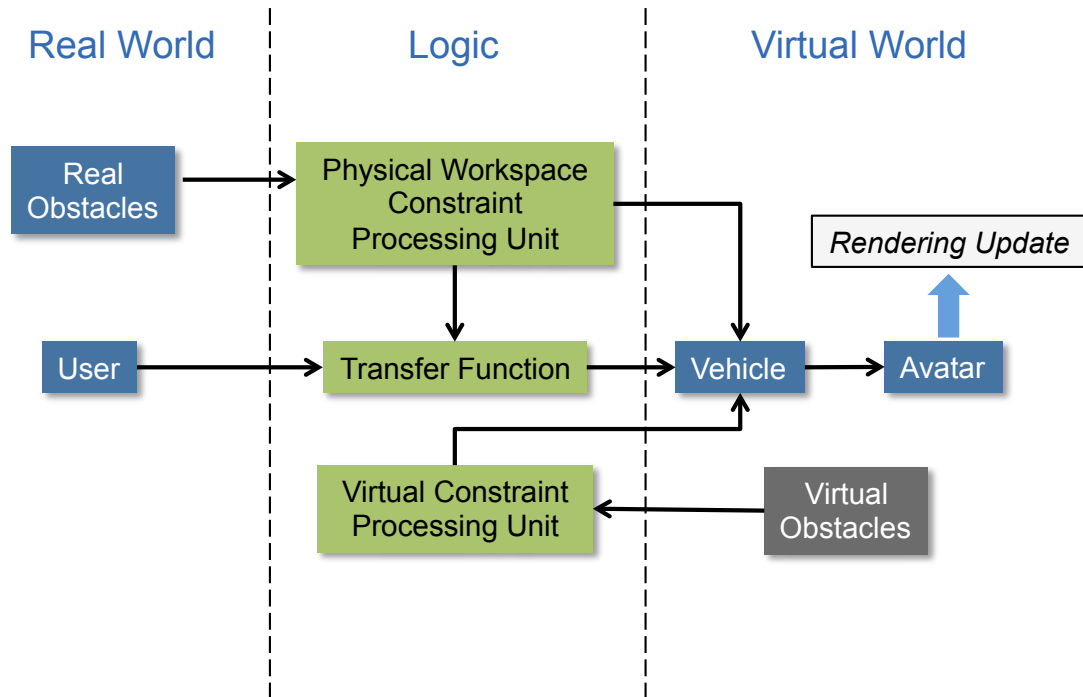 Real World
Logic
Virtual World
Real
Obstacles
Physical Workspace
Constraint
Processing Unit
Rendering Update
User
Transfer Function
Vehicle
Avatar
Virtual Constraint
Processing Unit
Virtual
Obstacles